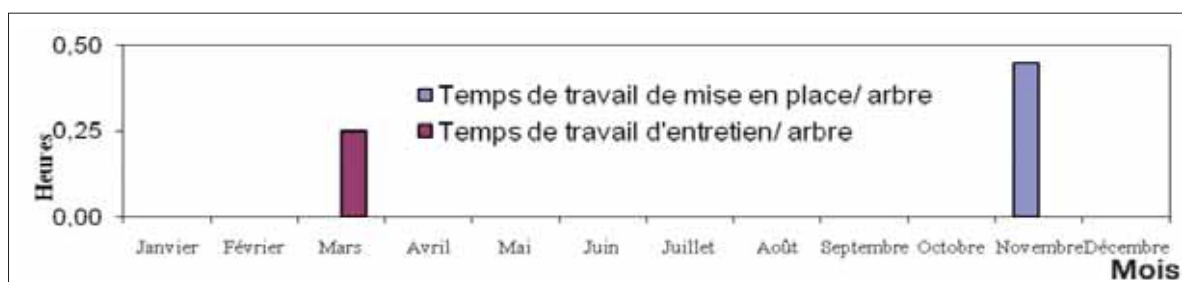 0,50
Temps de travail de mise en place/ arbre
0,25
Temps de travail d'entretien/ arbre
Heures
0,00
Janvier Février Mars Avril Mai Juin Juillet Août Septembre Octobre Novembre Décembre
Mois